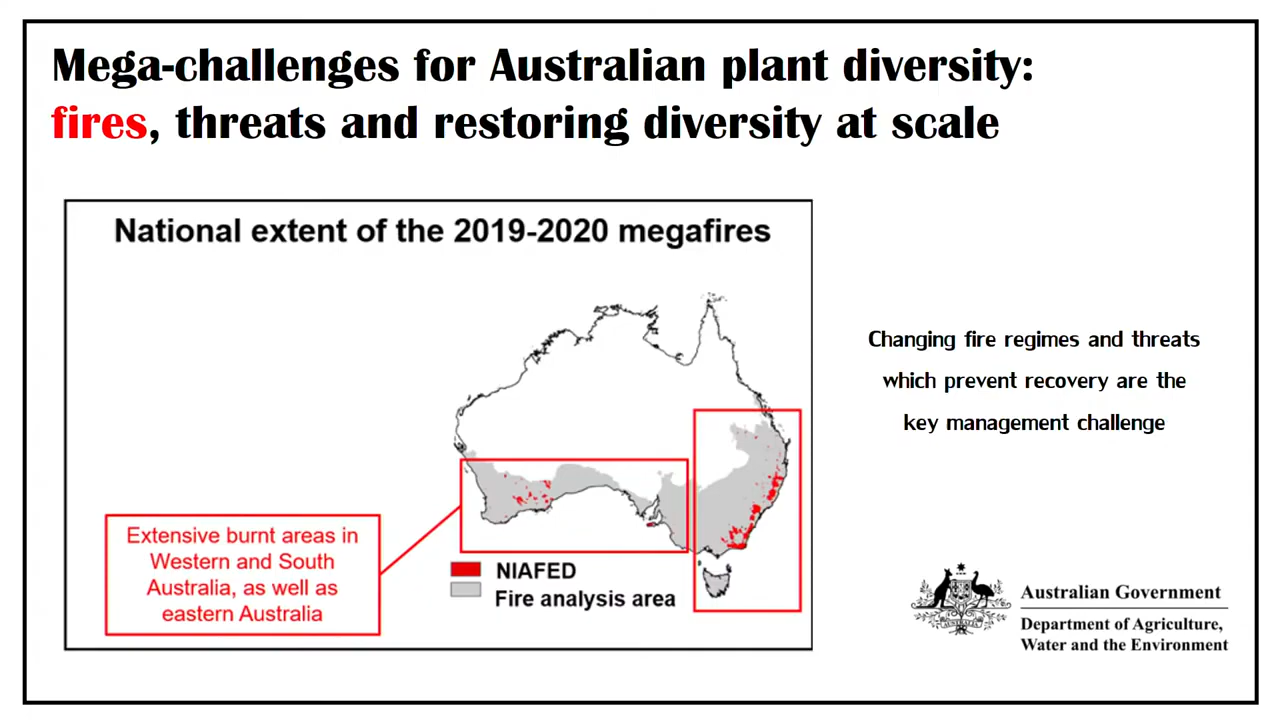 Mega-challenges for Australian plant diversity:
fires, threats and restoring diversity at scale
National extent of the 2019-2020 megafires
Changing fire regimes and threats
which prevent recovery are the
key management challenge
Extensive burnt areas in
Western and South
Australia, as well as
eastern Australia
NIAFED
Fire analysis area
AUSTRALIA
Australian Government
Department of Agriculture,
Water and the Environment